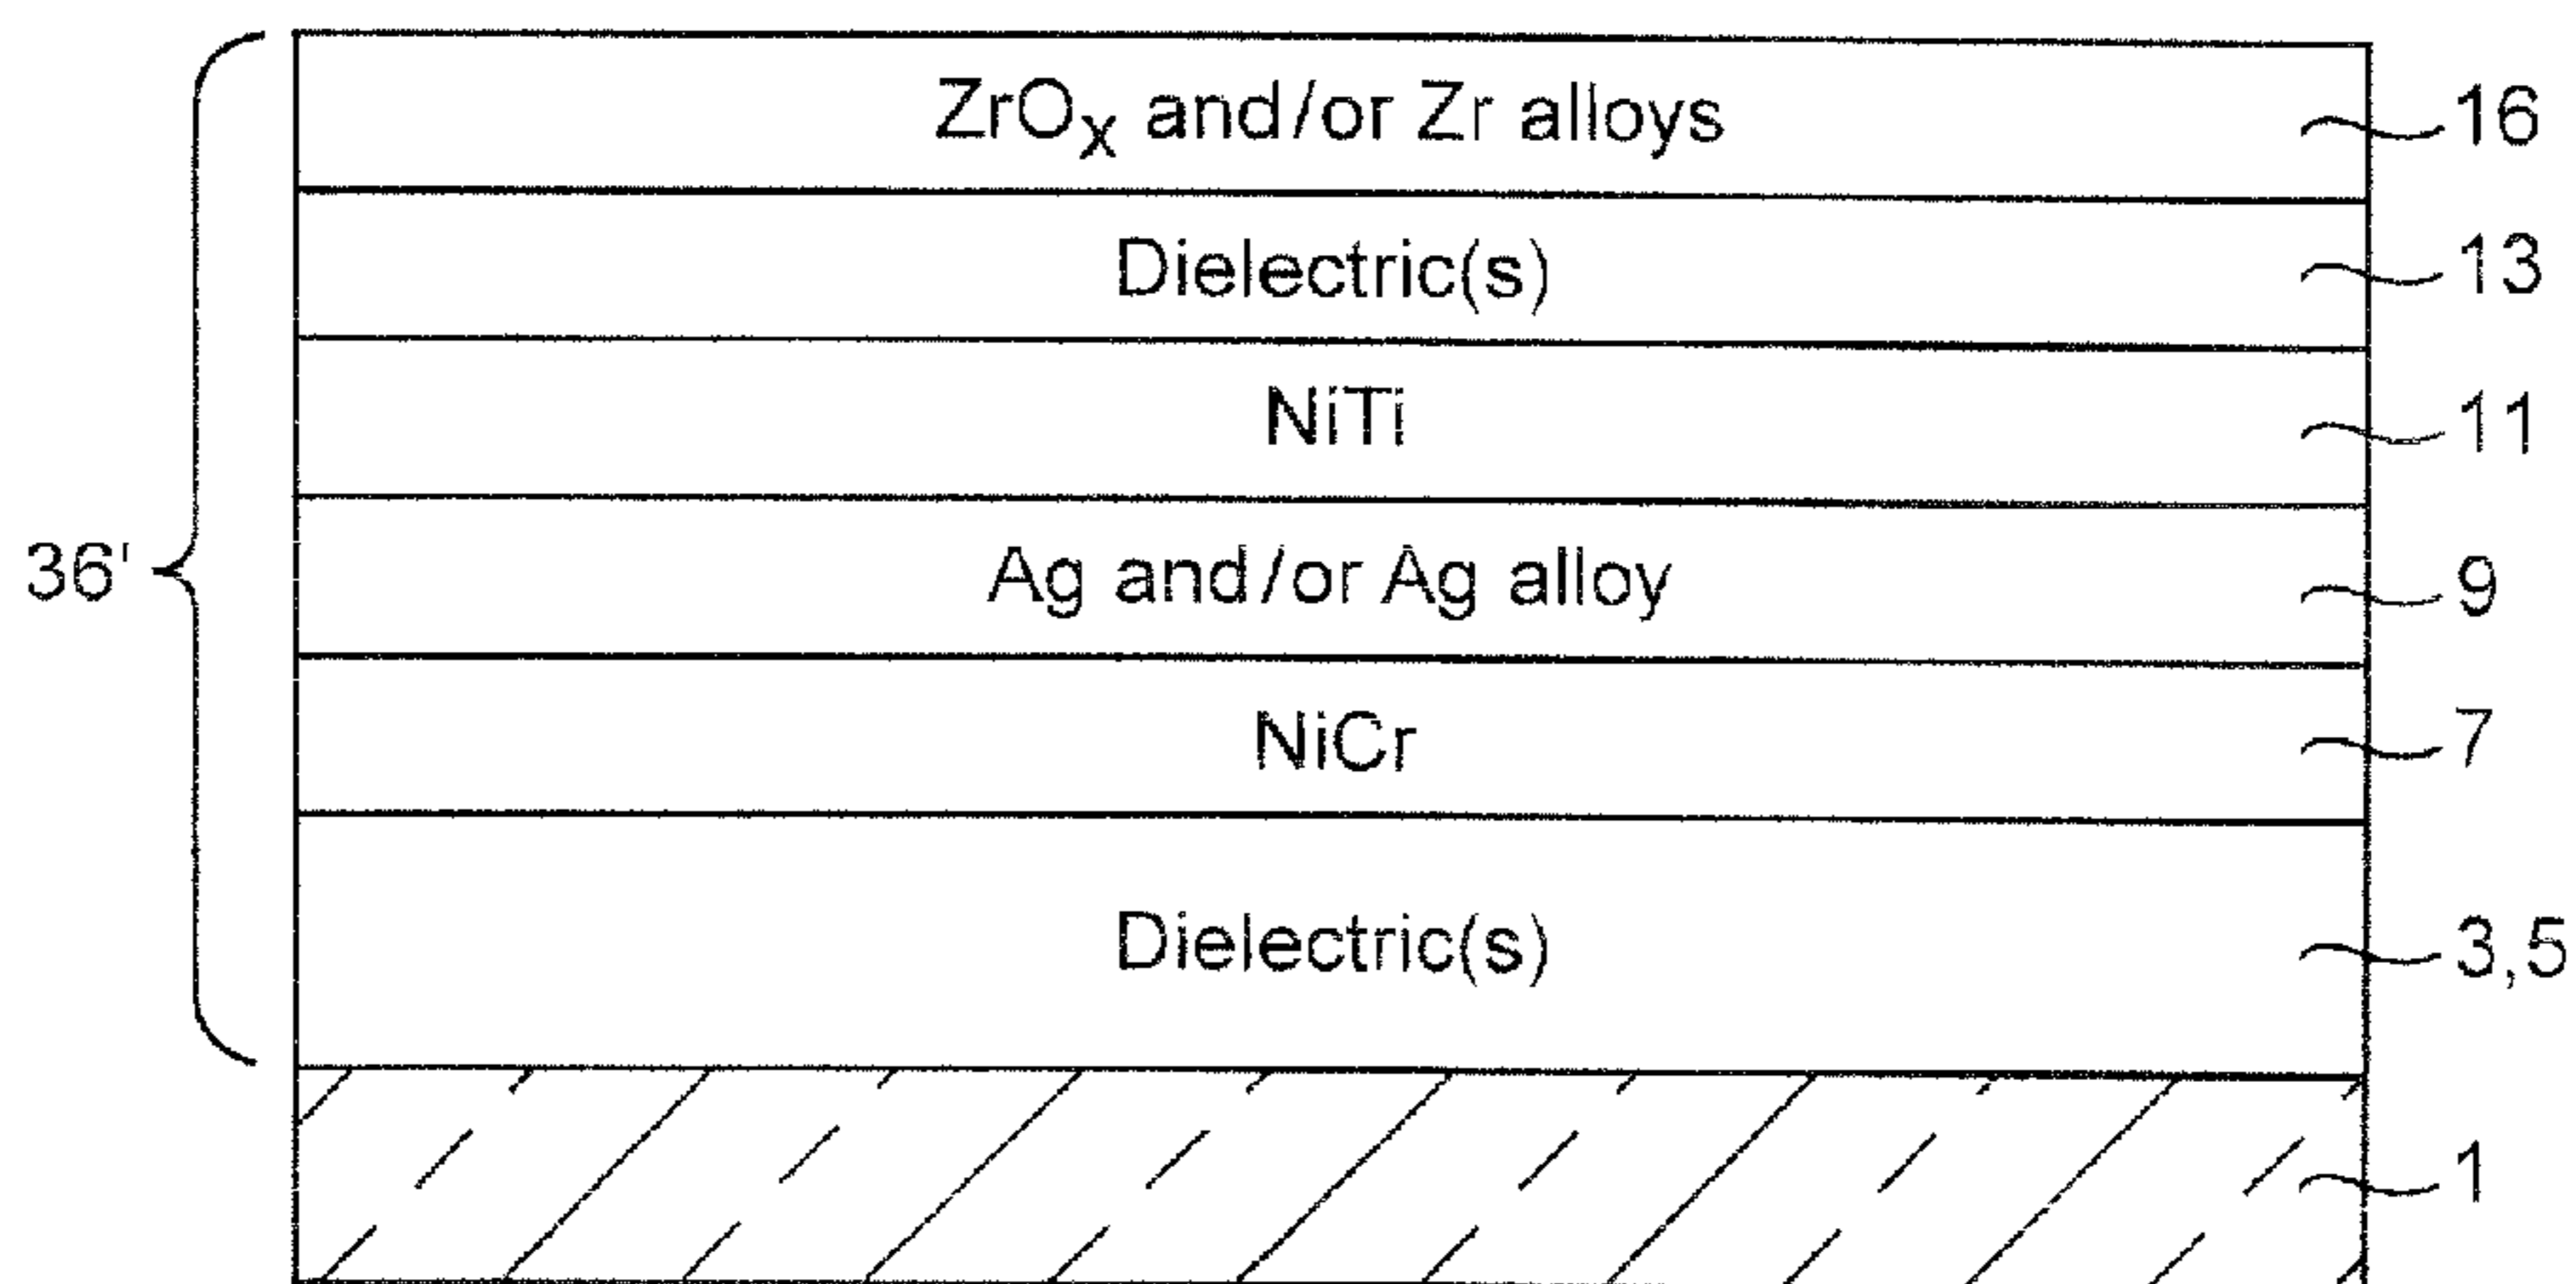 ZrOₓ and/or Zr alloys 16
Dielectric(s) 13
NiTi 11
36' Ag and/or Ag alloy 9
NiCr 7
Dielectric(s) 3,5
1